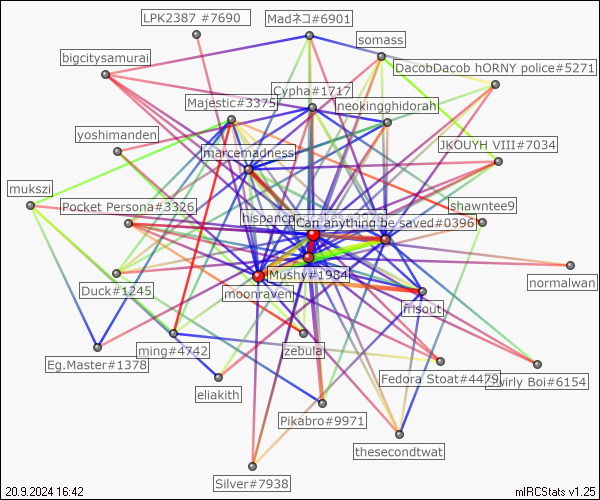 LPK2387 #7690
Madネコ#6901
somass
bigcitysamurai
DacobDacob hORNY police#5271
Cypha#1717
Majestic#3375
neokingghidorah
yoshimanden
JKOUYH VIII#7034
marcemadness
mukszi
Pocket Persona#3326
shawntee9
hispancp
Can anything be saved#0396
Mushy#1984
normalwan
Duck#1245
moonraven
frisout
ming#4742
zebulai
Eg.Master#1378
Fedora Stoat#4479
wirly Boi#6154
eliakith
Pikabro#9971
thesecondtwat
Silver#7938
20.9.2024 16:42
mIRCStats v1.25